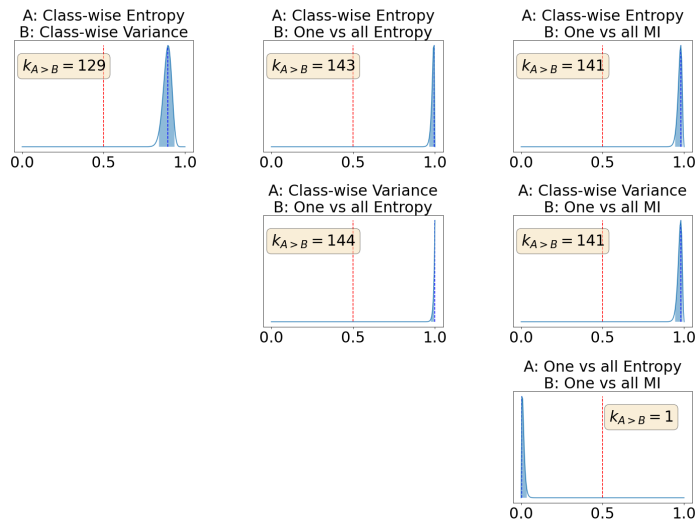 A: Class-wise Entropy
B: Class-wise Variance
k_{A>B} = 129
0.0 0.5 1.0
A: Class-wise Entropy
B: One vs all Entropy
k_{A>B} = 143
0.0 0.5 1.0
A: Class-wise Entropy
B: One vs all MI
k_{A>B} = 141
0.0 0.5 1.0
A: Class-wise Variance
B: One vs all Entropy
k_{A>B} = 144
0.0 0.5 1.0
A: Class-wise Variance
B: One vs all MI
k_{A>B} = 141
0.0 0.5 1.0
A: One vs all Entropy
B: One vs all MI
k_{A>B} = 1
0.0 0.5 1.0